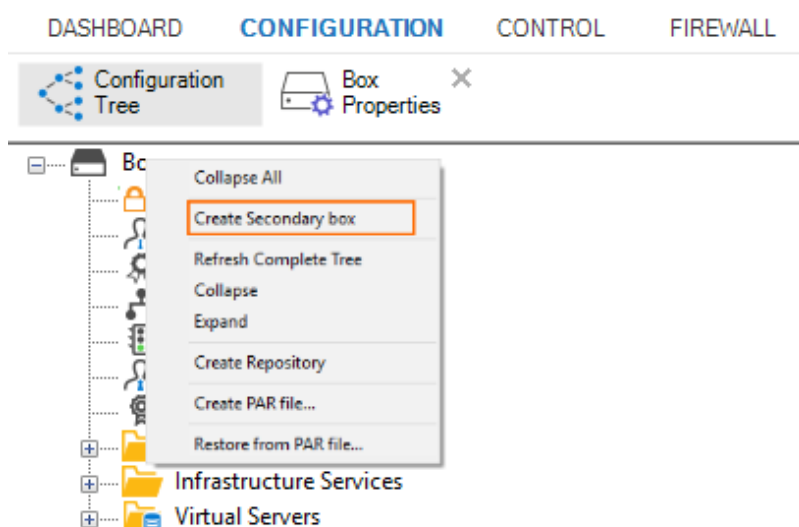 DASHBOARD CONFIGURATION CONTROL FIREWALL
Configuration Tree
Box Properties
Collapse All
Create Secondary box
Refresh Complete Tree
Collapse
Expand
Create Repository
Create PAR file...
Restore from PAR file...
Infrastructure Services
Virtual Servers